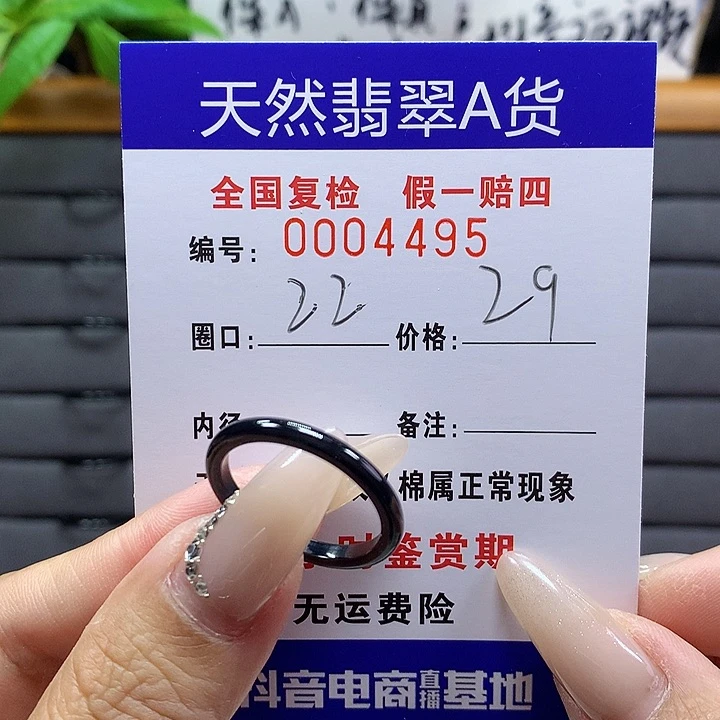 天然翡翠A货
全国复检 假一赔四
编号: 0004495
圈口: 22 价格: 29
内径 备注:
棉属正常现象
时鉴赏期
无运费险
抖音电商直播基地